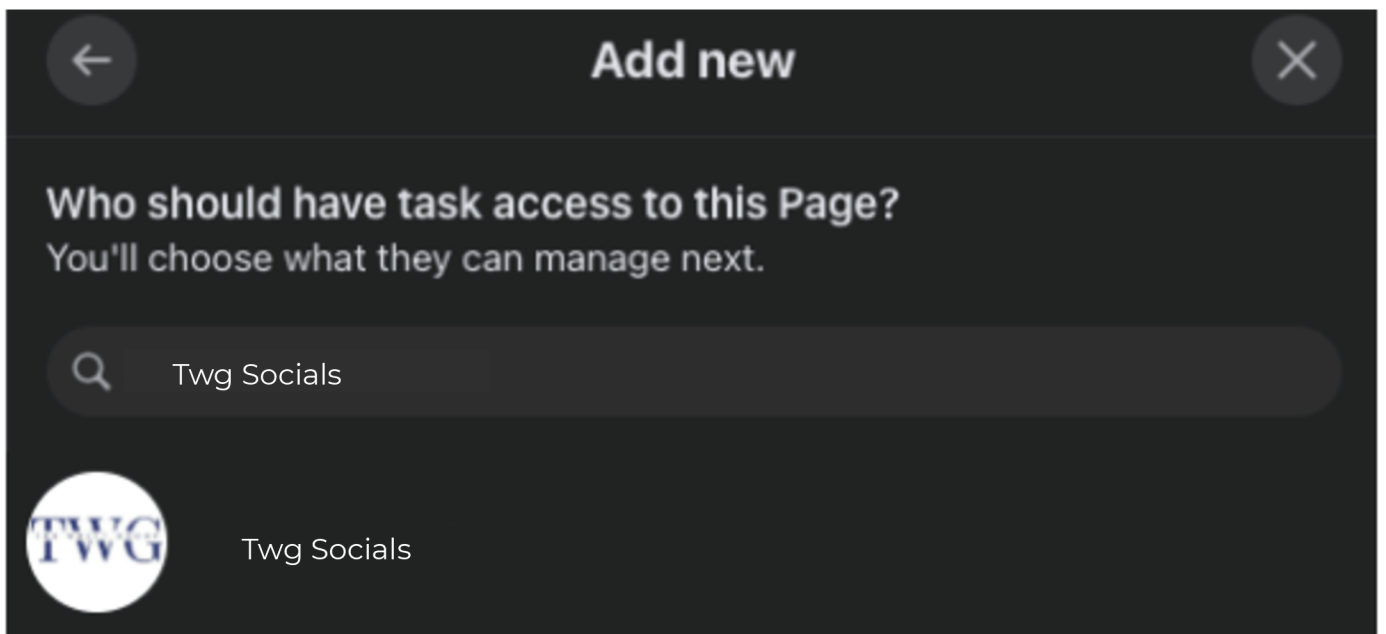 Add new
Who should have task access to this Page?
You'll choose what they can manage next.
Twg Socials
TWG
Twg Socials